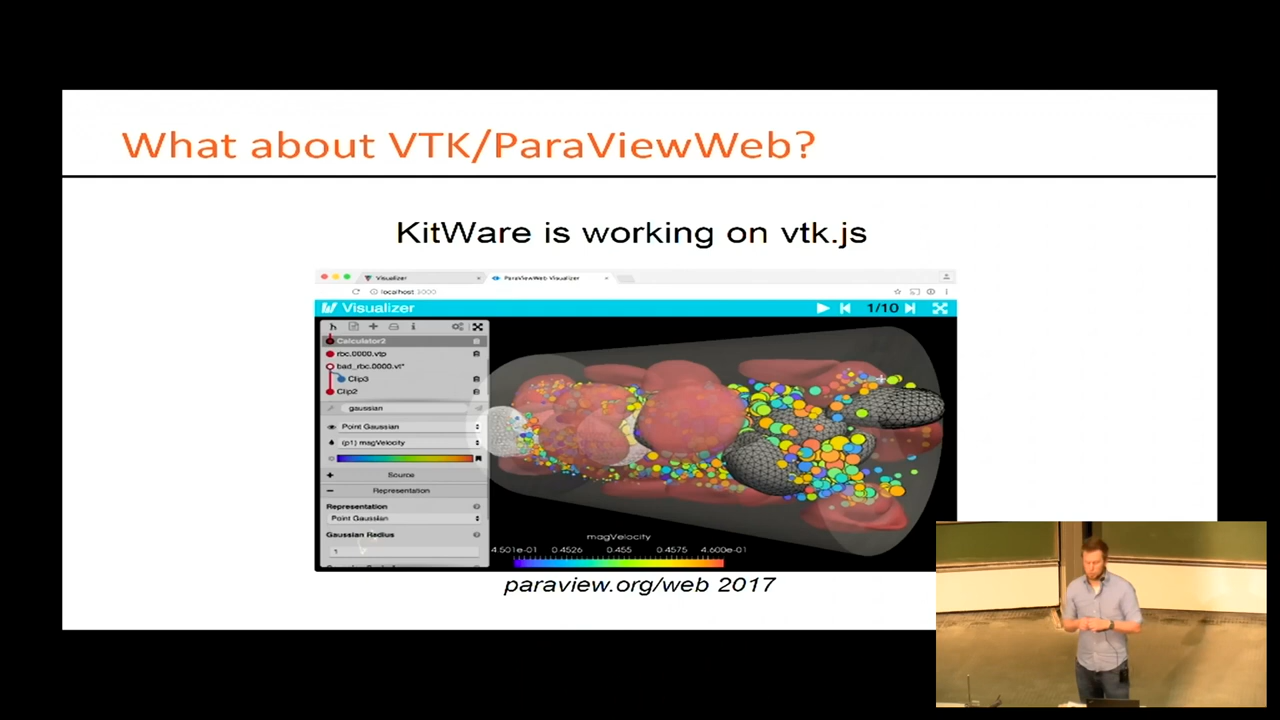 What about VTK/ParaViewWeb?
KitWare is working on vtk.js
Visualizer
ParaViewWeb Visualizer
localhost:3000
Visualizer
1/10
Calculator2
rbc.0000.vtp
bad_rbc.0000.vt*
Clip3
Clip2
gaussian
Point Gaussian
(p1) magVelocity
Source
Representation
Representation
Point Gaussian
Gaussian Radius
1
magVelocity
4.501e-01 0.4526 0.455 0.4575 4.600e-01
paraview.org/web 2017